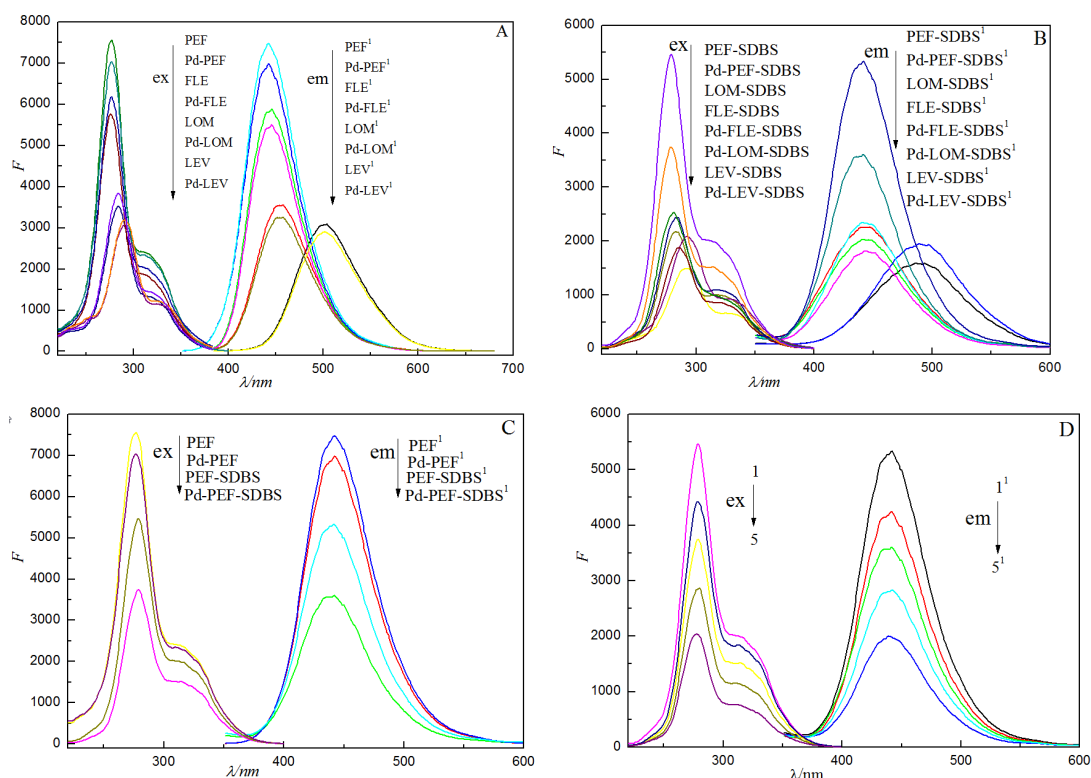 A
8000
7000
6000
5000
4000
3000
2000
1000
0
F
200
300
400
500
600
700
λ/nm
ex
PEF
Pd-PEF
FLE
Pd-FLE
LOM
Pd-LOM
LEV
Pd-LEV
em
PEF¹
Pd-PEF¹
FLE¹
Pd-FLE¹
LOM¹
Pd-LOM¹
LEV¹
Pd-LEV¹
B
6000
5000
4000
3000
2000
1000
0
F
300
400
500
600
λ/nm
ex
PEF-SDBS
Pd-PEF-SDBS
LOM-SDBS
FLE-SDBS
Pd-FLE-SDBS
Pd-LOM-SDBS
LEV-SDBS
Pd-LEV-SDBS
em
PEF-SDBS¹
Pd-PEF-SDBS¹
LOM-SDBS¹
FLE-SDBS¹
Pd-FLE-SDBS¹
Pd-LOM-SDBS¹
LEV-SDBS¹
Pd-LEV-SDBS¹
C
8000
7000
6000
5000
4000
3000
2000
1000
0
F
300
400
500
600
λ/nm
ex
PEF
Pd-PEF
PEF-SDBS
Pd-PEF-SDBS
em
PEF¹
Pd-PEF¹
PEF-SDBS¹
Pd-PEF-SDBS¹
D
6000
5000
4000
3000
2000
1000
0
F
300
400
500
600
λ/nm
ex
1
5
em
1¹
5¹